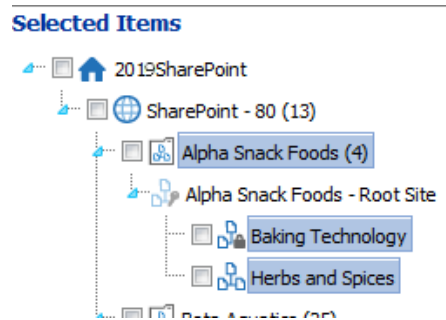 Selected Items
2019SharePoint
SharePoint - 80 (13)
Alpha Snack Foods (4)
Alpha Snack Foods - Root Site
Baking Technology
Herbs and Spices